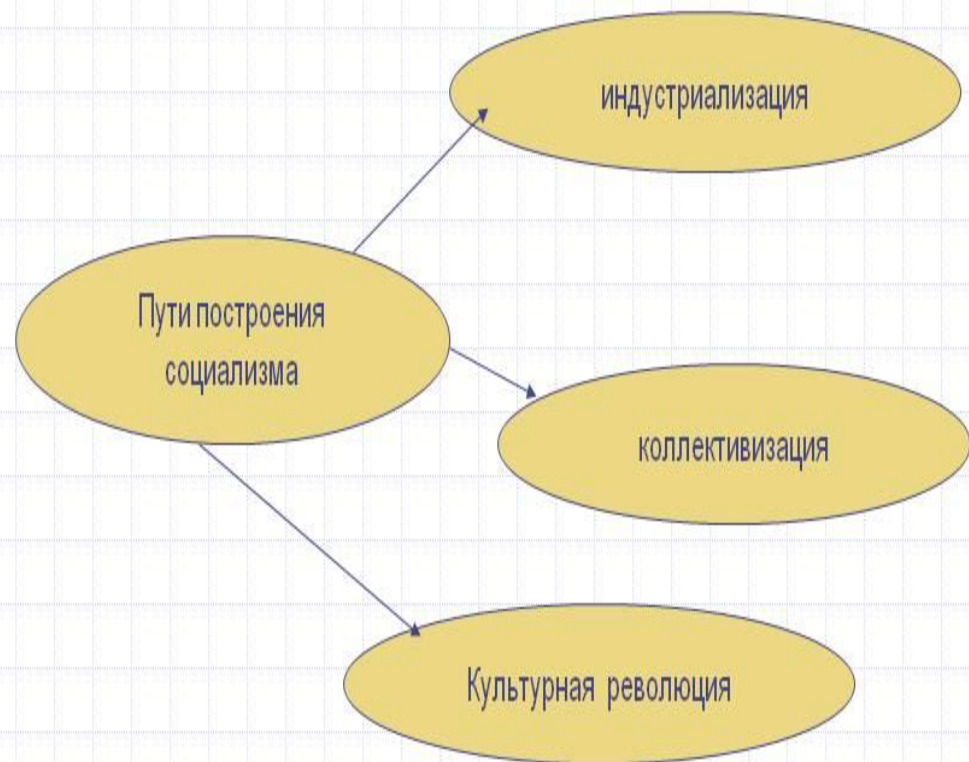 индустриализация
Пути построения
социализма
коллективизация
Культурная революция